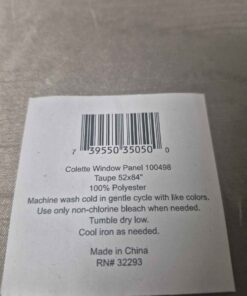 7 39550 35050 0
Colette Window Panel 100498
Taupe 52x84"
100% Polyester
Machine wash cold in gentle cycle with like colors.
Use only non-chlorine bleach when needed.
Tumble dry low.
Cool iron as needed.
Made in China
RN# 32293